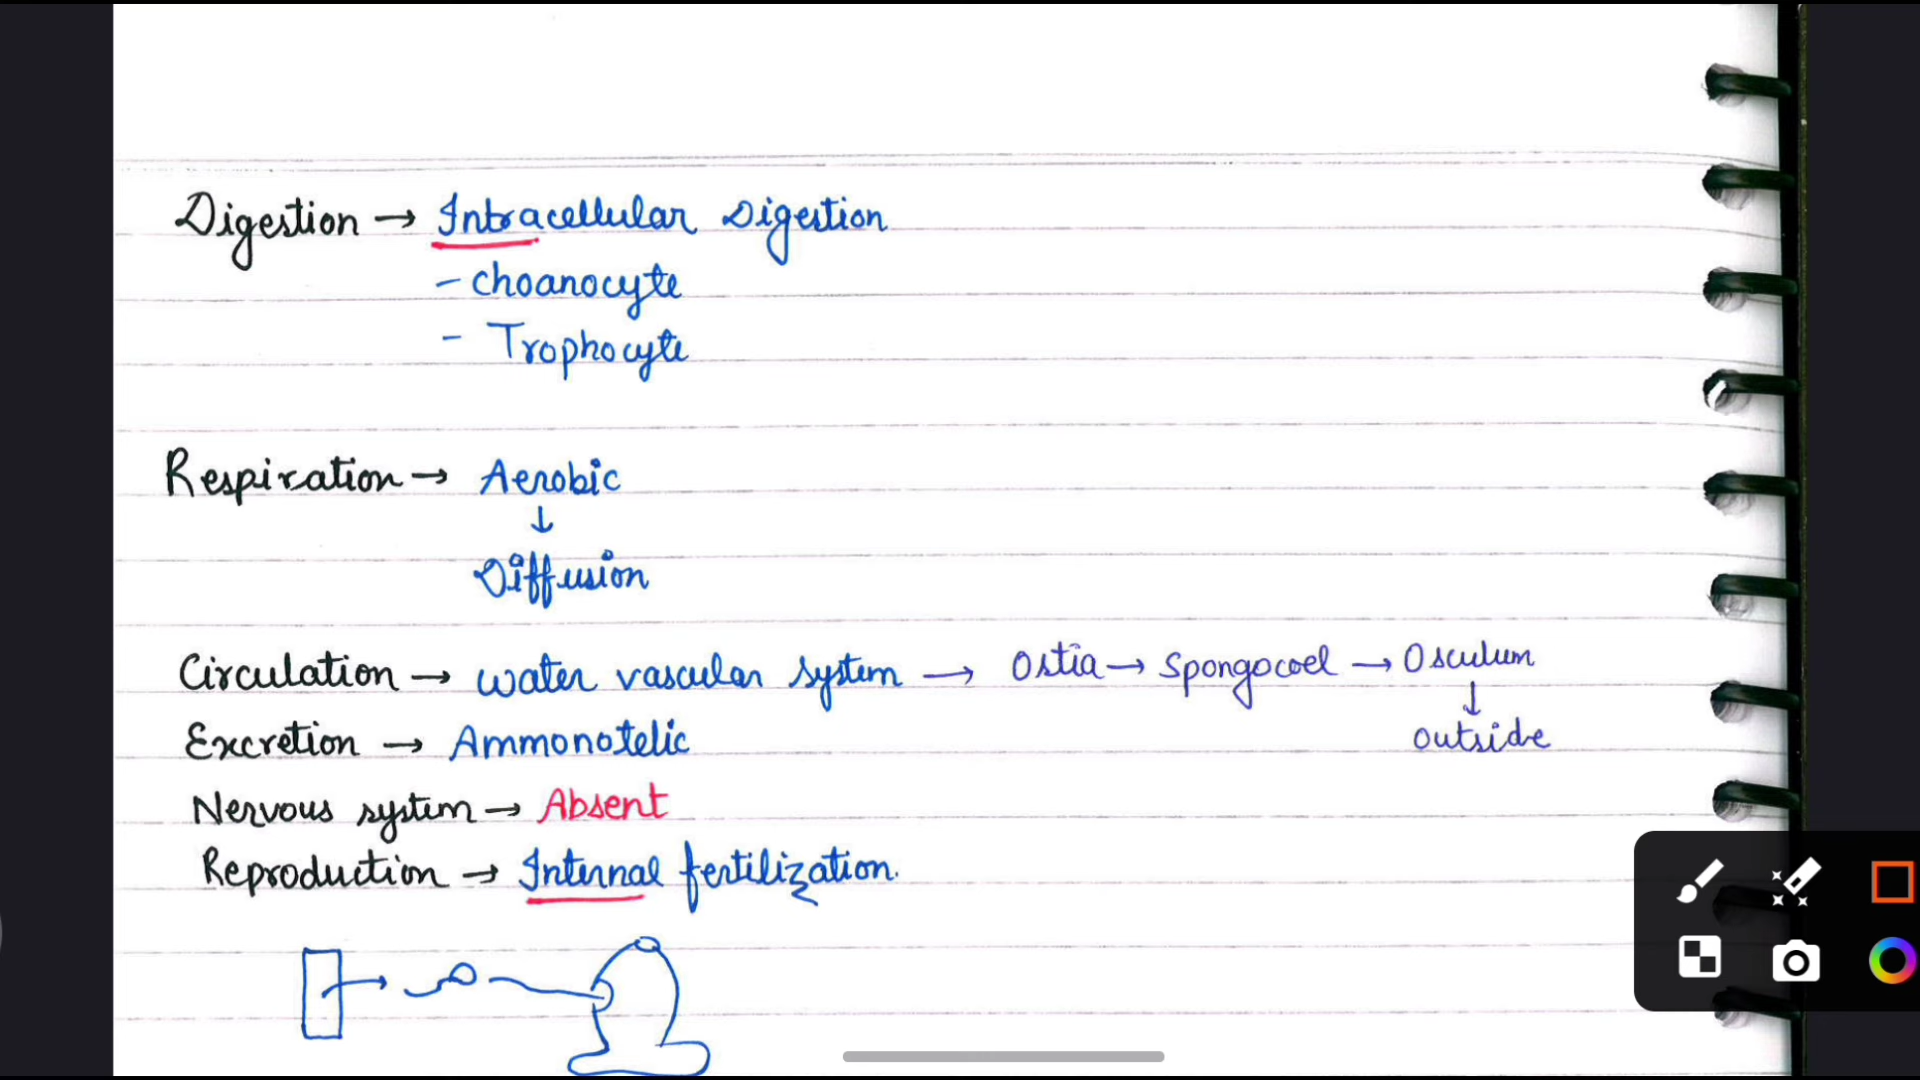 Digestion → Intracellular Digestion
- choanocyte
- Trophocyte
Respiration → Aerobic
↓
Diffusion
Circulation → water vascular system → Ostia → Spongocoel → Osculum
↓
outside
Excretion → Ammonotelic
Nervous system → Absent
Reproduction → Internal fertilization.